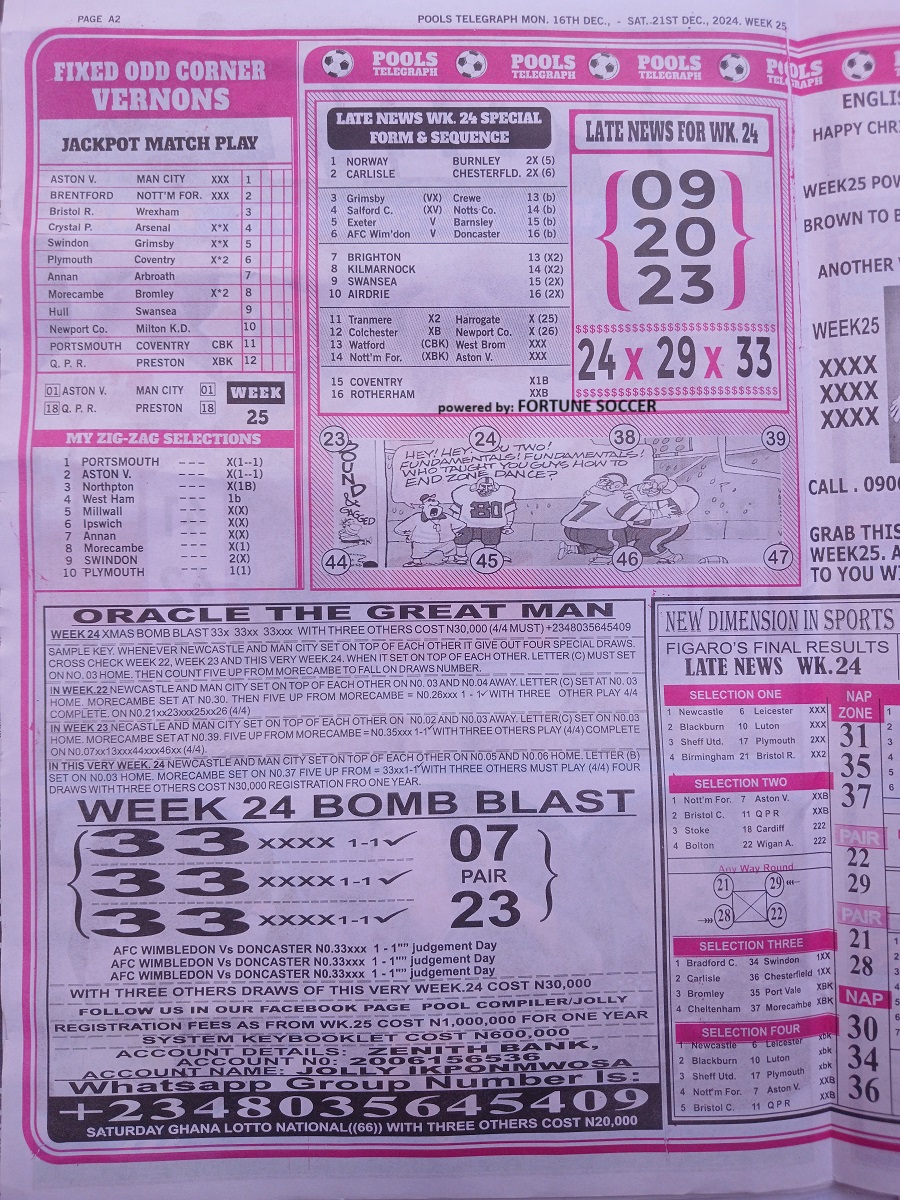 PAGE A2
POOLS TELEGRAPH MON. 16TH DEC., - SAT. 21ST DEC., 2024. WEEK 25
FIXED ODD CORNER
VERNONS
JACKPOT MATCH PLAY
ASTON V. MAN CITY XXX 1
BRENTFORD NOTT'M FOR. XXX 2
Bristol R. Wrexham 3
Crystal P. Arsenal X*X 4
Swindon Grimsby X*X 5
Plymouth Coventry X*2 6
Annan Arbroath 7
Morecambe Bromley X*2 8
Hull Swansea 9
Newport Co. Milton K.D. 10
PORTSMOUTH COVENTRY CBK 11
Q. P. R. PRESTON XBK 12
01 ASTON V. MAN CITY 01
18 Q. P. R. PRESTON 18
WEEK
25
MY ZIG-ZAG SELECTIONS
1 PORTSMOUTH --- X(1--1)
2 ASTON V. --- X(1--1)
3 Northpton --- X(1B)
4 West Ham --- 1b
5 Millwall --- X(X)
6 Ipswich --- X(X)
7 Annan --- X(X)
8 Morecambe --- X(1)
9 SWINDON --- 2(X)
10 PLYMOUTH --- 1(1)
POOLS TELEGRAPH
POOLS TELEGRAPH
POOLS TELEGRAPH
POOLS TELEGRAPH
LATE NEWS WK. 24 SPECIAL
FORM & SEQUENCE
1 NORWAY BURNLEY 2X (5)
2 CARLISLE CHESTERFLD. 2X (6)
3 Grimsby (VX) Crewe 13 (b)
4 Salford C. (XV) Notts Co. 14 (b)
5 Exeter V Barnsley 15 (b)
6 AFC Wim'don V Doncaster 16 (b)
7 BRIGHTON 13 (X2)
8 KILMARNOCK 14 (X2)
9 SWANSEA 15 (2X)
10 AIRDRIE 16 (2X)
11 Tranmere X2 Harrogate X (25)
12 Colchester XB Newport Co. X (26)
13 Watford (CBK) West Brom XXX
14 Nott'm For. (XBK) Aston V. XXX
15 COVENTRY X1B
16 ROTHERHAM XXB
LATE NEWS FOR WK. 24
09
20
23
$$$$$$$$$$$$$$$$$$$$$$$$$$$$
24 X 29 X 33
$$$$$$$$$$$$$$$$$$$$$$$$$$$$
powered by: FORTUNE SOCCER
23 24 38 39
BOUND & GAGGED
HEY! HEY! YOU TWO!
FUNDAMENTALS! FUNDAMENTALS!
WHO TAUGHT YOU GUYS HOW TO
END ZONE DANCE?
80
7
44 45 46 47
ENGLIS
HAPPY CHRI
WEEK25 POW
BROWN TO B
ANOTHER
WEEK25
XXXX
XXXX
XXXX
CALL . 090
GRAB THIS
WEEK25. A
TO YOU WI
ORACLE THE GREAT MAN
WEEK 24 XMAS BOMB BLAST 33x 33xx 33xxx WITH THREE OTHERS COST N30,000 (4/4 MUST) +2348035645409
SAMPLE KEY. WHENEVER NEWCASTLE AND MAN CITY SET ON TOP OF EACH OTHER IT GIVE OUT FOUR SPECIAL DRAWS.
CROSS CHECK WEEK 22, WEEK 23 AND THIS VERY WEEK.24. WHEN IT SET ON TOP OF EACH OTHER. LETTER (C) MUST SET
ON NO. 03 HOME. THEN COUNT FIVE UP FROM MORECAMBE TO FALL ON DRAWS NUMBER.
IN WEEK.22 NEWCASTLE AND MAN CITY SET ON TOP OF EACH OTHER ON N0. 03 AND N0.04 AWAY. LETTER (C) SET AT N0. 03
HOME. MORECAMBE SET AT N0.30. THEN FIVE UP FROM MORECAMBE = N0.26xxx 1 - 1✓ WITH THREE OTHER PLAY 4/4
COMPLETE. ON N0.21xx23xxx25xx26 (4/4)
IN WEEK 23 NECASTLE AND MAN CITY SET ON TOP OF EACH OTHER ON N0.02 AND N0.03 AWAY. LETTER(C) SET ON N0.03
HOME. MORECAMBE SET AT N0.39. FIVE UP FROM MORECAMBE = N0.35xxx 1-1✓WITH THREE OTHERS PLAY (4/4) COMPLETE
ON N0.07xx13xxx44xxx46xx (4/4).
IN THIS VERY WEEK. 24 NEWCASTLE AND MAN CITY SET ON TOP OF EACH OTHER ON N0.05 AND N0.06 HOME. LETTER (B)
SET ON N0.03 HOME. MORECAMBE SET ON N0.37 FIVE UP FROM = 33xx1-1✓WITH THREE OTHERS MUST PLAY (4/4) FOUR
DRAWS WITH THREE OTHERS COST N30,000 REGISTRATION FRO ONE YEAR.
WEEK 24 BOMB BLAST
33 XXXX 1-1✓
33 XXXX 1-1✓
33 XXXX 1-1✓
07
PAIR
23
AFC WIMBLEDON Vs DONCASTER N0.33xxx 1 - 1"" judgement Day
AFC WIMBLEDON Vs DONCASTER N0.33xxx 1 - 1"" judgement Day
AFC WIMBLEDON Vs DONCASTER N0.33xxx 1 - 1"" judgement Day
WITH THREE OTHERS DRAWS OF THIS VERY WEEK.24 COST N30,000
FOLLOW US IN OUR FACEBOOK PAGE POOL COMPILER/JOLLY
REGISTRATION FEES AS FROM WK.25 COST N1,000,000 FOR ONE YEAR
SYSTEM KEYBOOKLET COST N600,000
ACCOUNT DETAILS: ZENITH BANK,
ACCOUNT No: 2001156536
ACCOUNT NAME: JOLLY IKPONMWOSA
Whatsapp Group Number Is:
+2348035645409
SATURDAY GHANA LOTTO NATIONAL((66)) WITH THREE OTHERS COST N20,000
NEW DIMENSION IN SPORTS
FIGARO'S FINAL RESULTS
LATE NEWS WK.24
SELECTION ONE
1 Newcastle 6 Leicester XXX
2 Blackburn 10 Luton XXX
3 Sheff Utd. 17 Plymouth 2XX
4 Birmingham 21 Bristol R. XX2
SELECTION TWO
1 Nott'm For. 7 Aston V. XXB
2 Bristol C. 11 Q P R XXB
3 Stoke 18 Cardiff 222
4 Bolton 22 Wigan A. 222
Any Way Round
21 29
28 22
SELECTION THREE
1 Bradford C. 34 Swindon 1XX
2 Carlisle 36 Chesterfield 1XX
3 Bromley 35 Port Vale XBK
4 Cheltenham 37 Morecambe XBK
SELECTION FOUR
1 Newcastle 6 Leicester xbk
2 Blackburn 10 Luton xbk
3 Sheff Utd. 17 Plymouth xbk
4 Nott'm For. 7 Aston V. XXB
5 Bristol C. 11 Q P R XXB
NAP
ZONE
31
35
37
PAIR
22
29
PAIR
21
28
NAP
30
34
36